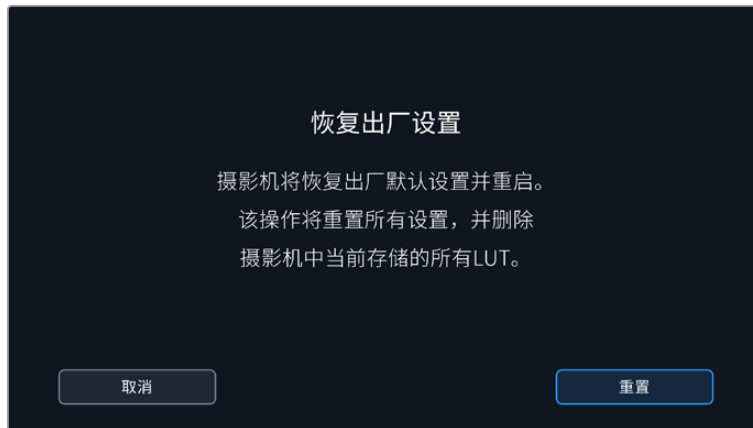 恢复出厂设置
摄影机将恢复出厂默认设置并重启。
该操作将重置所有设置，并删除
摄影机中当前存储的所有LUT。
取消
重置